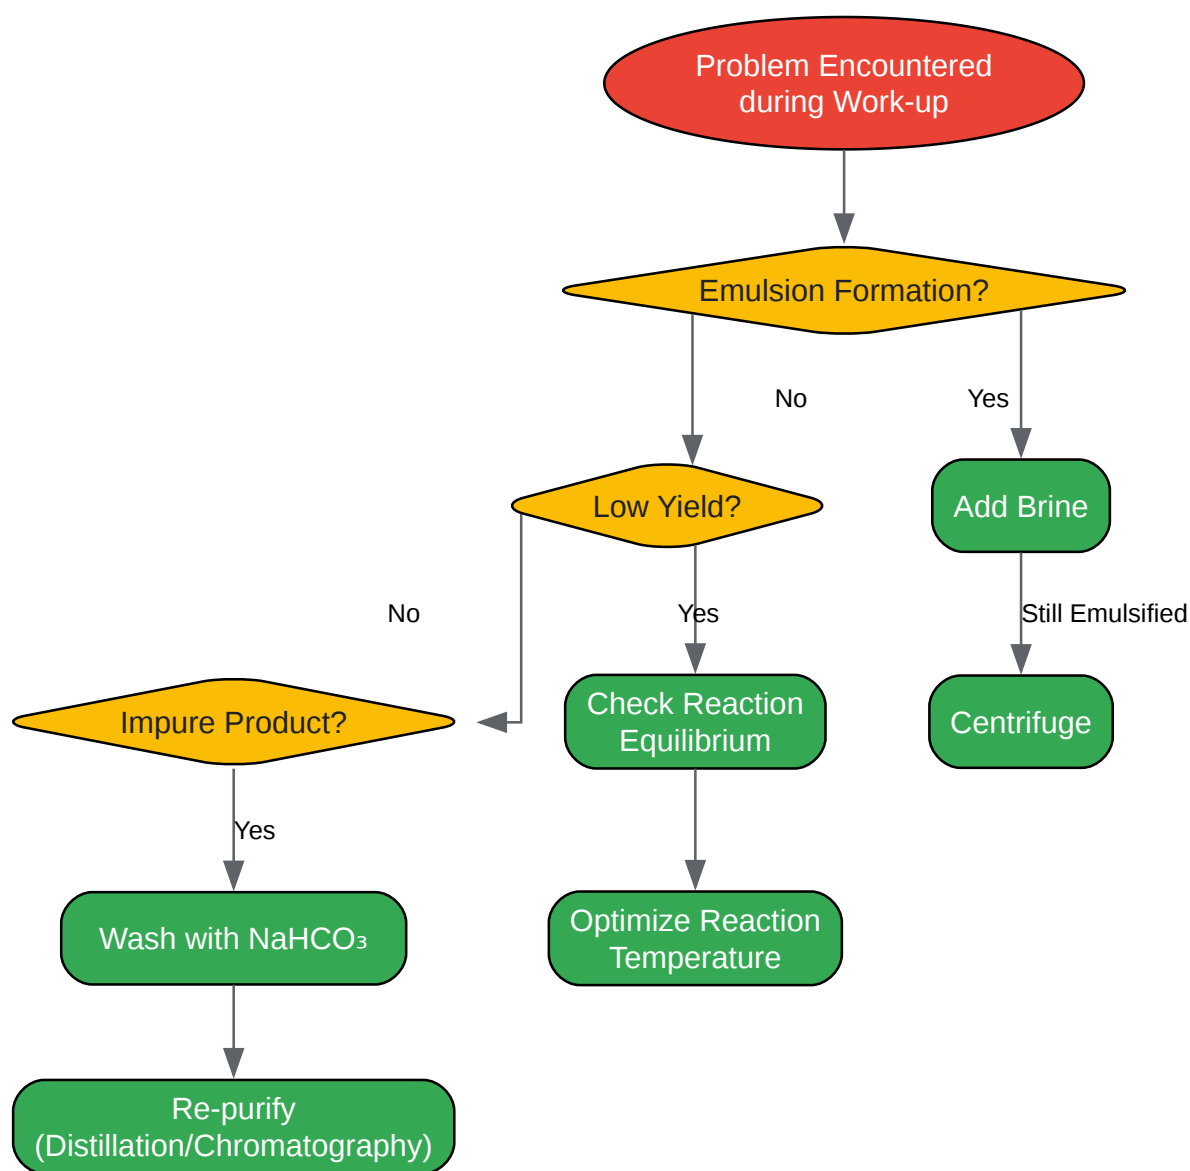 Problem Encountered
during Work-up
Emulsion Formation?
No
Yes
Low Yield?
Add Brine
No
Yes
Still Emulsified
Impure Product?
Check Reaction
Equilibrium
Centrifuge
Yes
Wash with NaHCO₃
Optimize Reaction
Temperature
Re-purify
(Distillation/Chromatography)